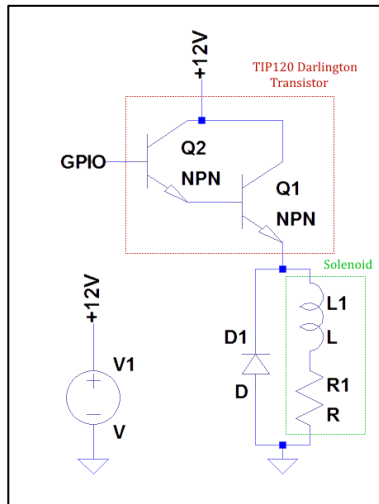 TIP120 Darlington
Transistor
+12V
GPIO
Q2
NPN
Q1
NPN
Solenoid
+12V
V1
V
D1
D
L1
L
R1
R